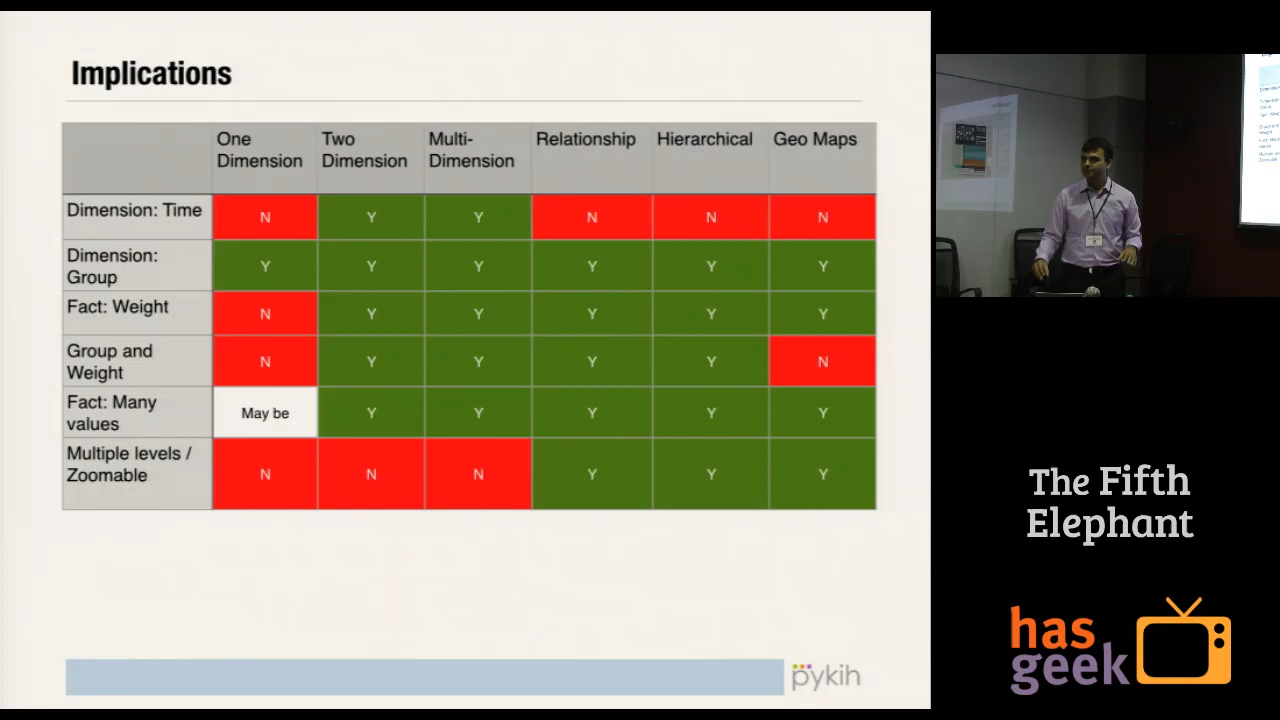 Implications
One Dimension
Two Dimension
Multi-Dimension
Relationship
Hierarchical
Geo Maps
Dimension: Time
N
Y
Y
N
N
N
Dimension: Group
Y
Y
Y
Y
Y
Y
Fact: Weight
N
Y
Y
Y
Y
Y
Group and Weight
N
Y
Y
Y
Y
N
Fact: Many values
May be
Y
Y
Y
Y
Y
Multiple levels / Zoomable
N
N
N
Y
Y
Y
pykih
The Fifth
Elephant
has
geek